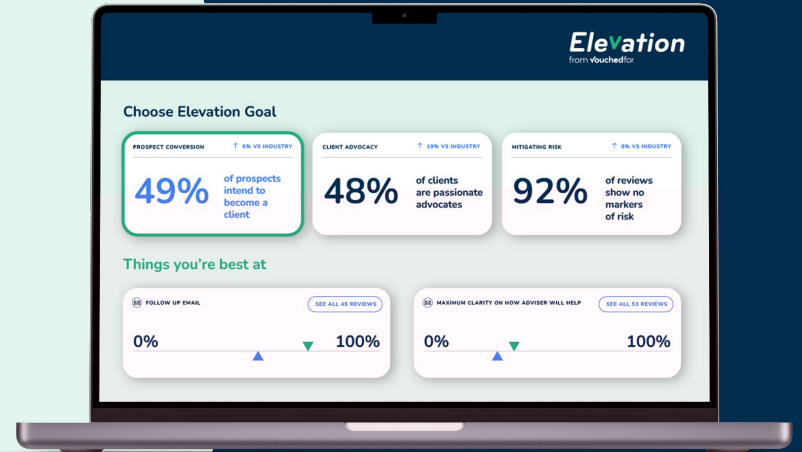 Elevation
from Vouchedfor
Choose Elevation Goal
PROSPECT CONVERSION
↑ 6% VS INDUSTRY
49%
of prospects
intend to
become a
client
CLIENT ADVOCACY
↑ 19% VS INDUSTRY
48%
of clients
are passionate
advocates
MITIGATING RISK
↑ 6% VS INDUSTRY
92%
of reviews
show no
markers
of risk
Things you're best at
FOLLOW UP EMAIL
SEE ALL 45 REVIEWS
0%
100%
MAXIMUM CLARITY ON HOW ADVISER WILL HELP
SEE ALL 53 REVIEWS
0%
100%